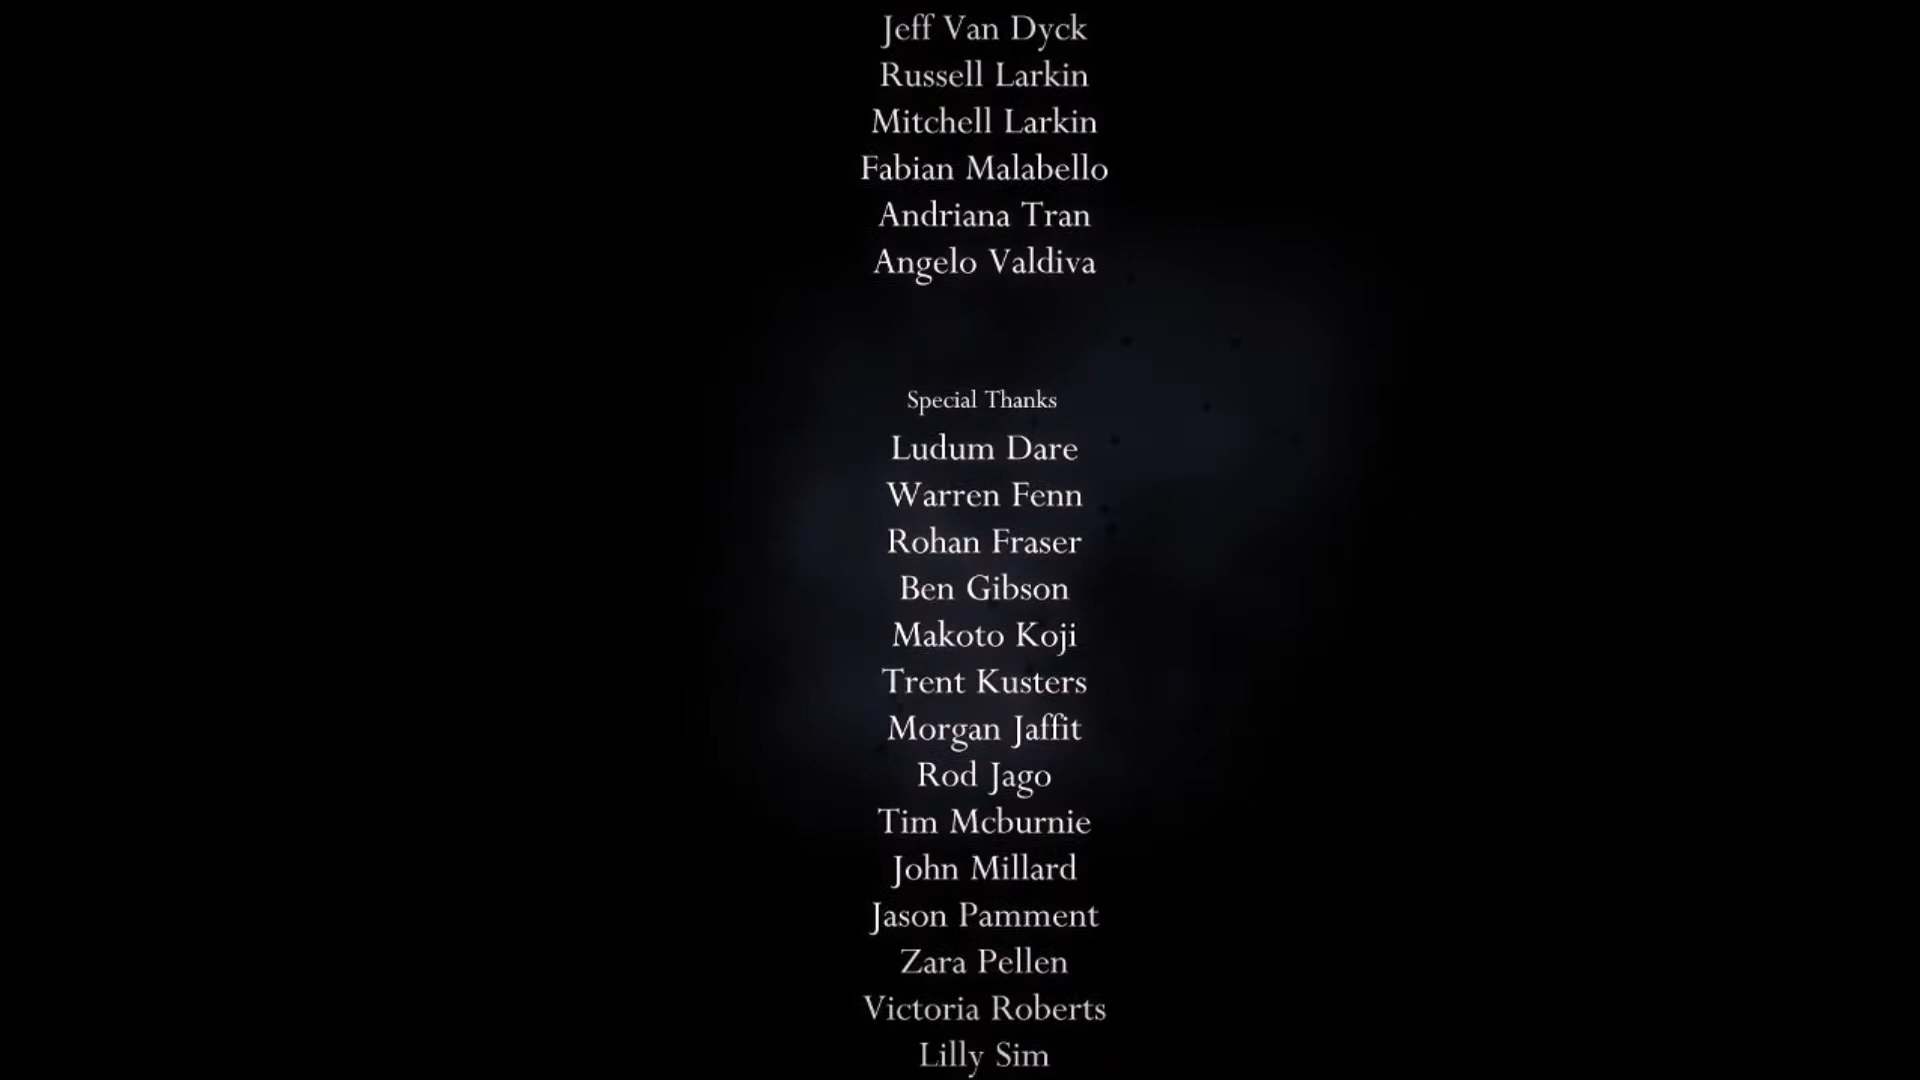 Jeff Van Dyck
Russell Larkin
Mitchell Larkin
Fabian Malabello
Andriana Tran
Angelo Valdiva
Special Thanks
Ludum Dare
Warren Fenn
Rohan Fraser
Ben Gibson
Makoto Koji
Trent Kusters
Morgan Jaffit
Rod Jago
Tim Mcburnie
John Millard
Jason Pamment
Zara Pellen
Victoria Roberts
Lilly Sim